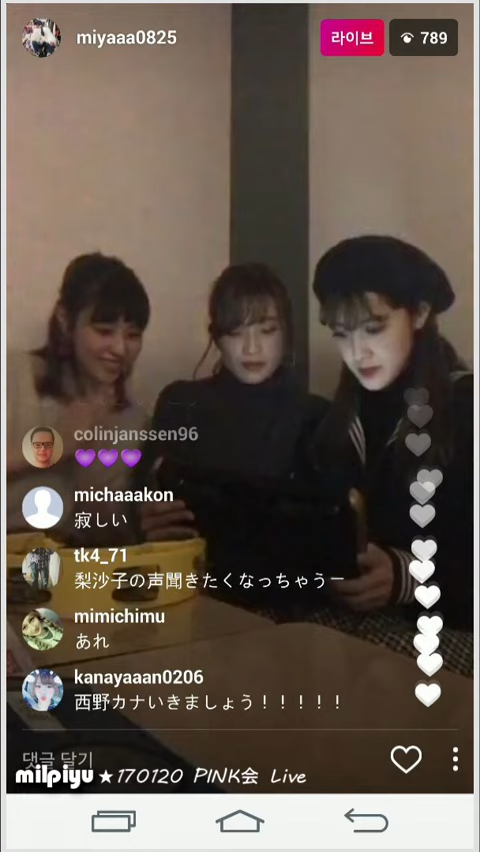 miyaaa0825
라이브
789
colinjanssen96
💜💜💜
michaaakon
寂しい
tk4_71
梨沙子の声聞きたくなっちゃうー
mimichimu
あれ
kanayaaan0206
西野カナいきましょう！！！！！
댓글 달기
milpiyu★170120 PINK会 Live